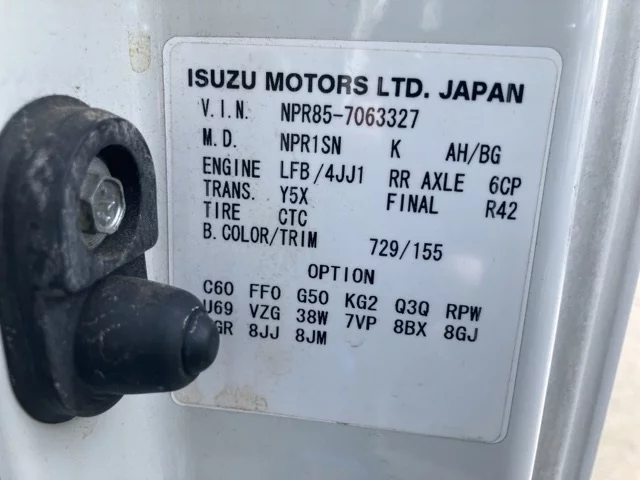 ISUZU MOTORS LTD. JAPAN
V.I.N. NPR85-7063327
M.D. NPR1SN K AH/BG
ENGINE LFB/4JJ1 RR AXLE 6CP
TRANS. Y5X FINAL R42
TIRE CTC
B.COLOR/TRIM 729/155
OPTION
C60 FF0 G50 KG2 Q3Q RPW
U69 VZG 38W 7VP 8BX 8GJ
8JJ 8JM